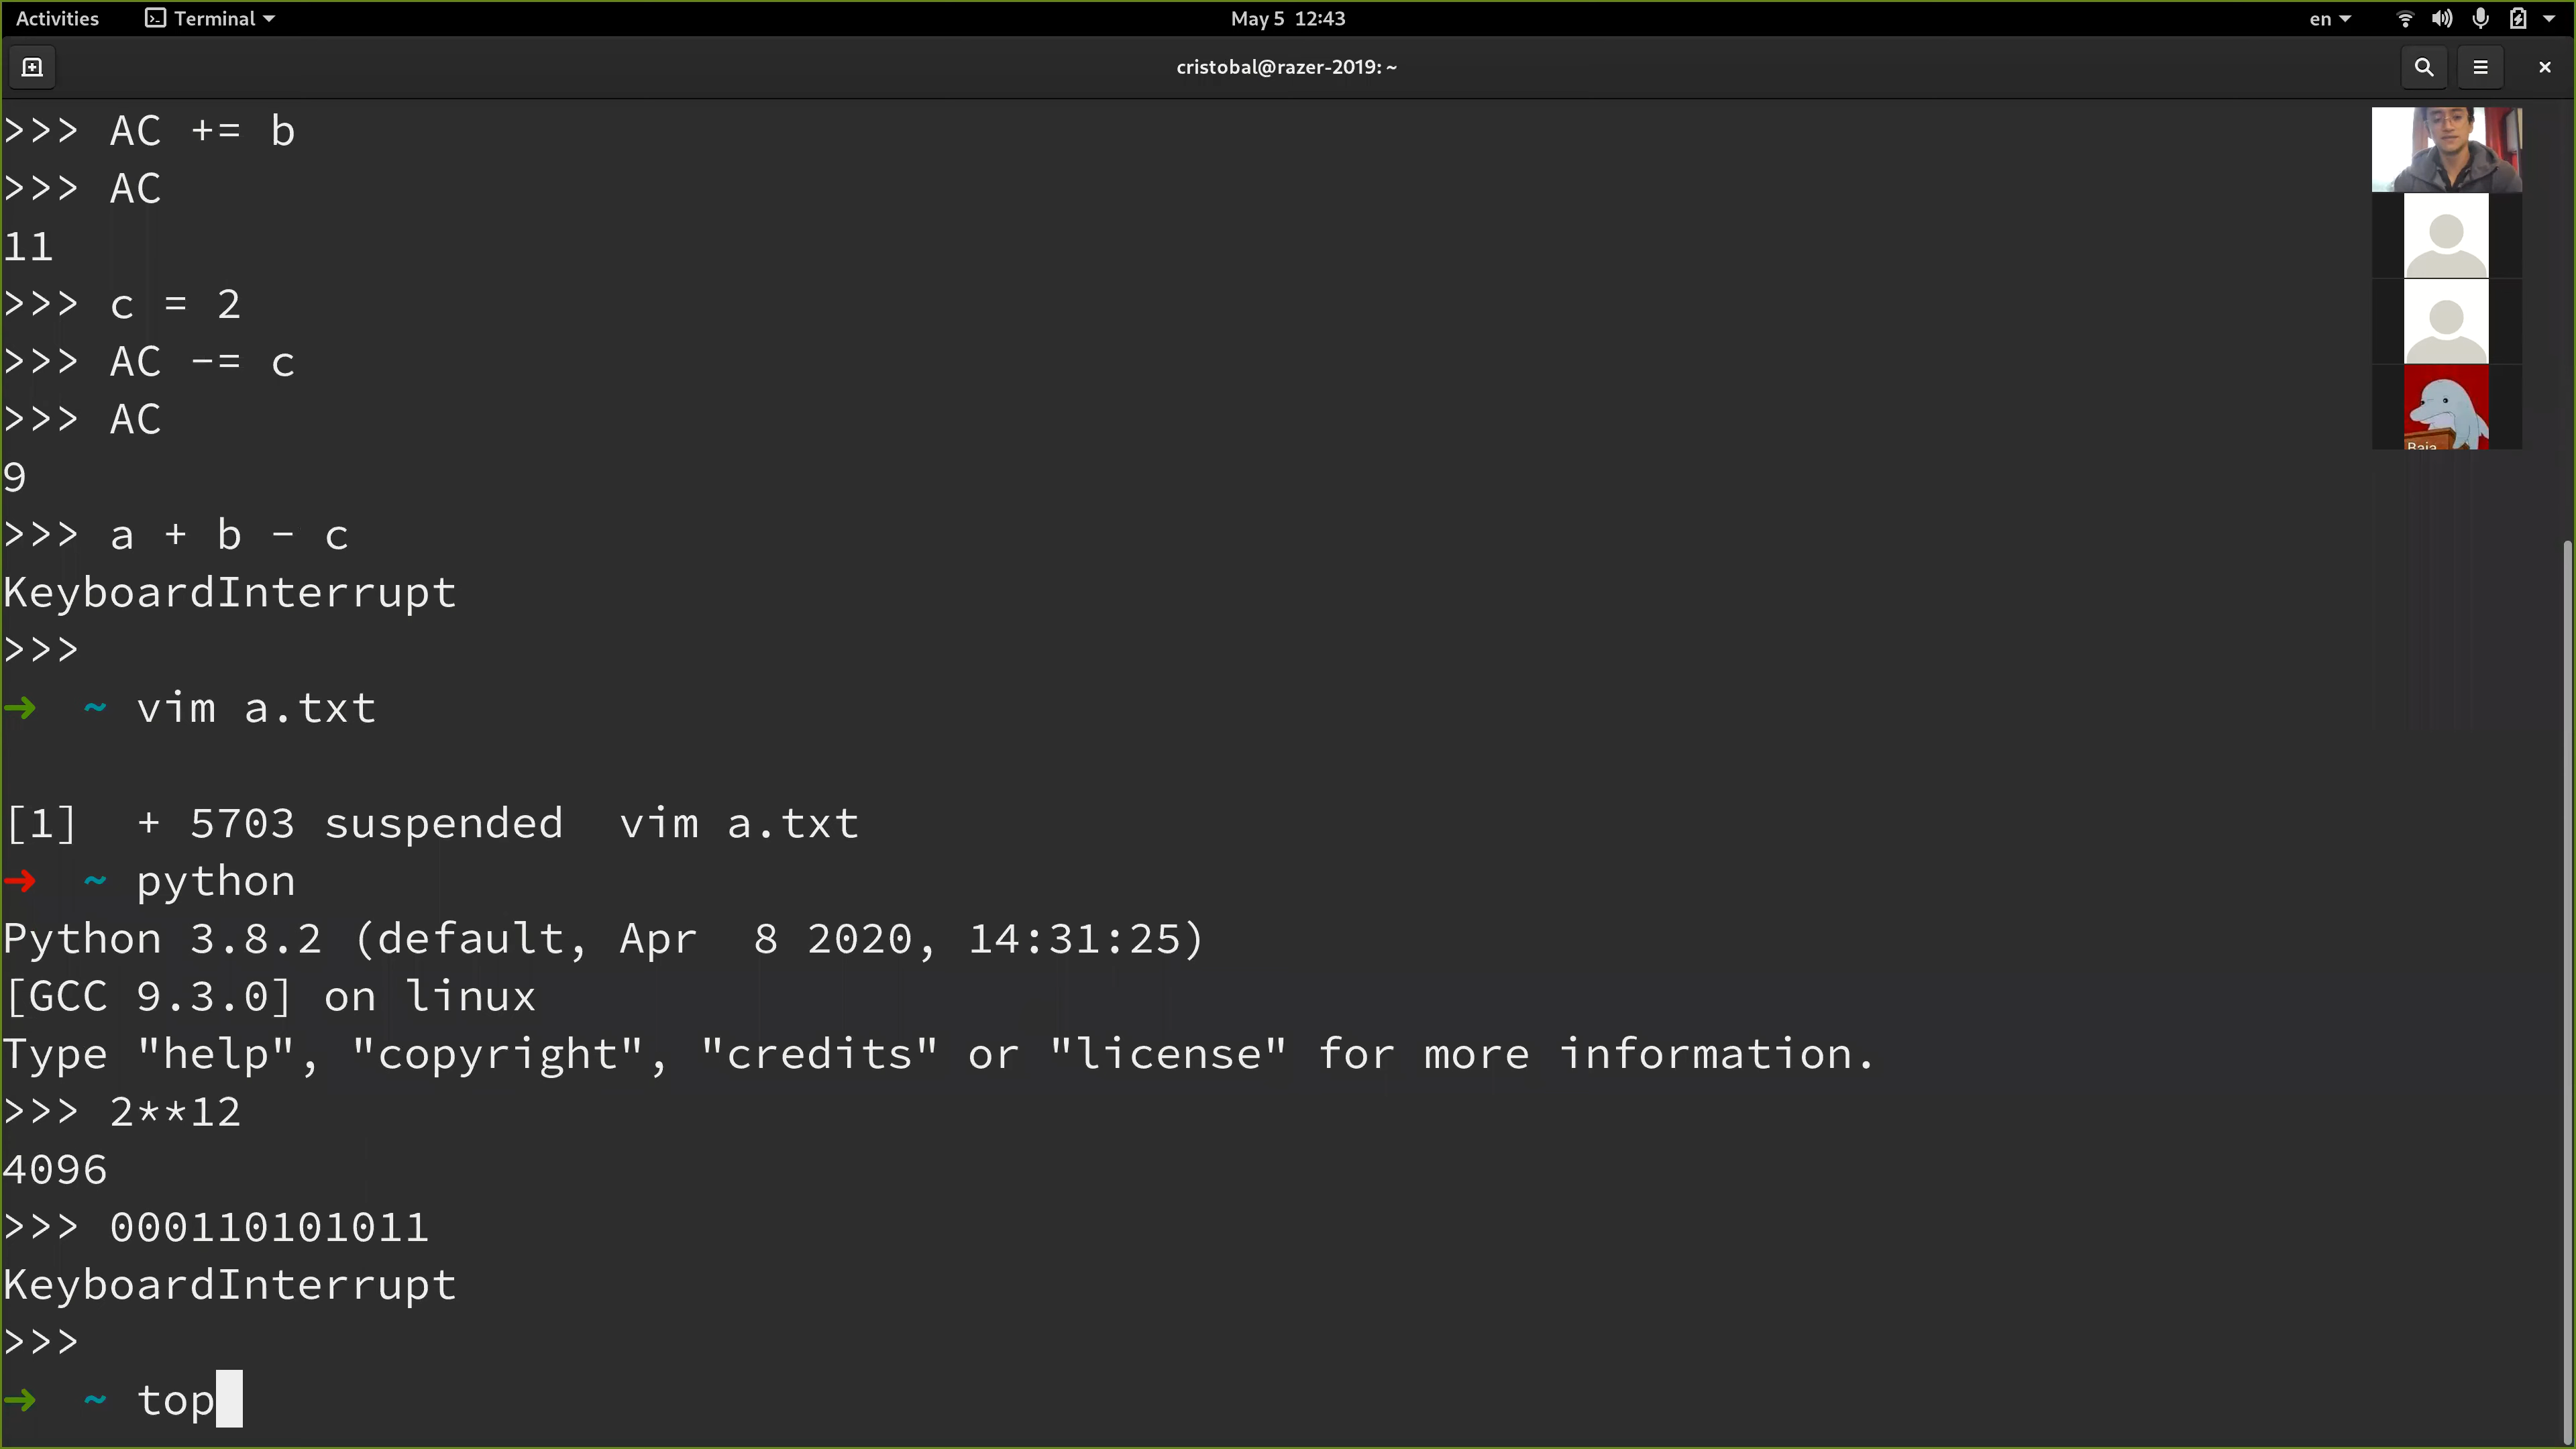 Activities Terminal May 5 12:43 en
cristobal@razer-2019: ~
>>> AC += b
>>> AC
11
>>> c = 2
>>> AC -= c
>>> AC
9
>>> a + b - c
KeyboardInterrupt
>>>
➜ ~ vim a.txt
[1] + 5703 suspended vim a.txt
➜ ~ python
Python 3.8.2 (default, Apr 8 2020, 14:31:25)
[GCC 9.3.0] on linux
Type "help", "copyright", "credits" or "license" for more information.
>>> 2**12
4096
>>> 000110101011
KeyboardInterrupt
>>>
➜ ~ top
Baja